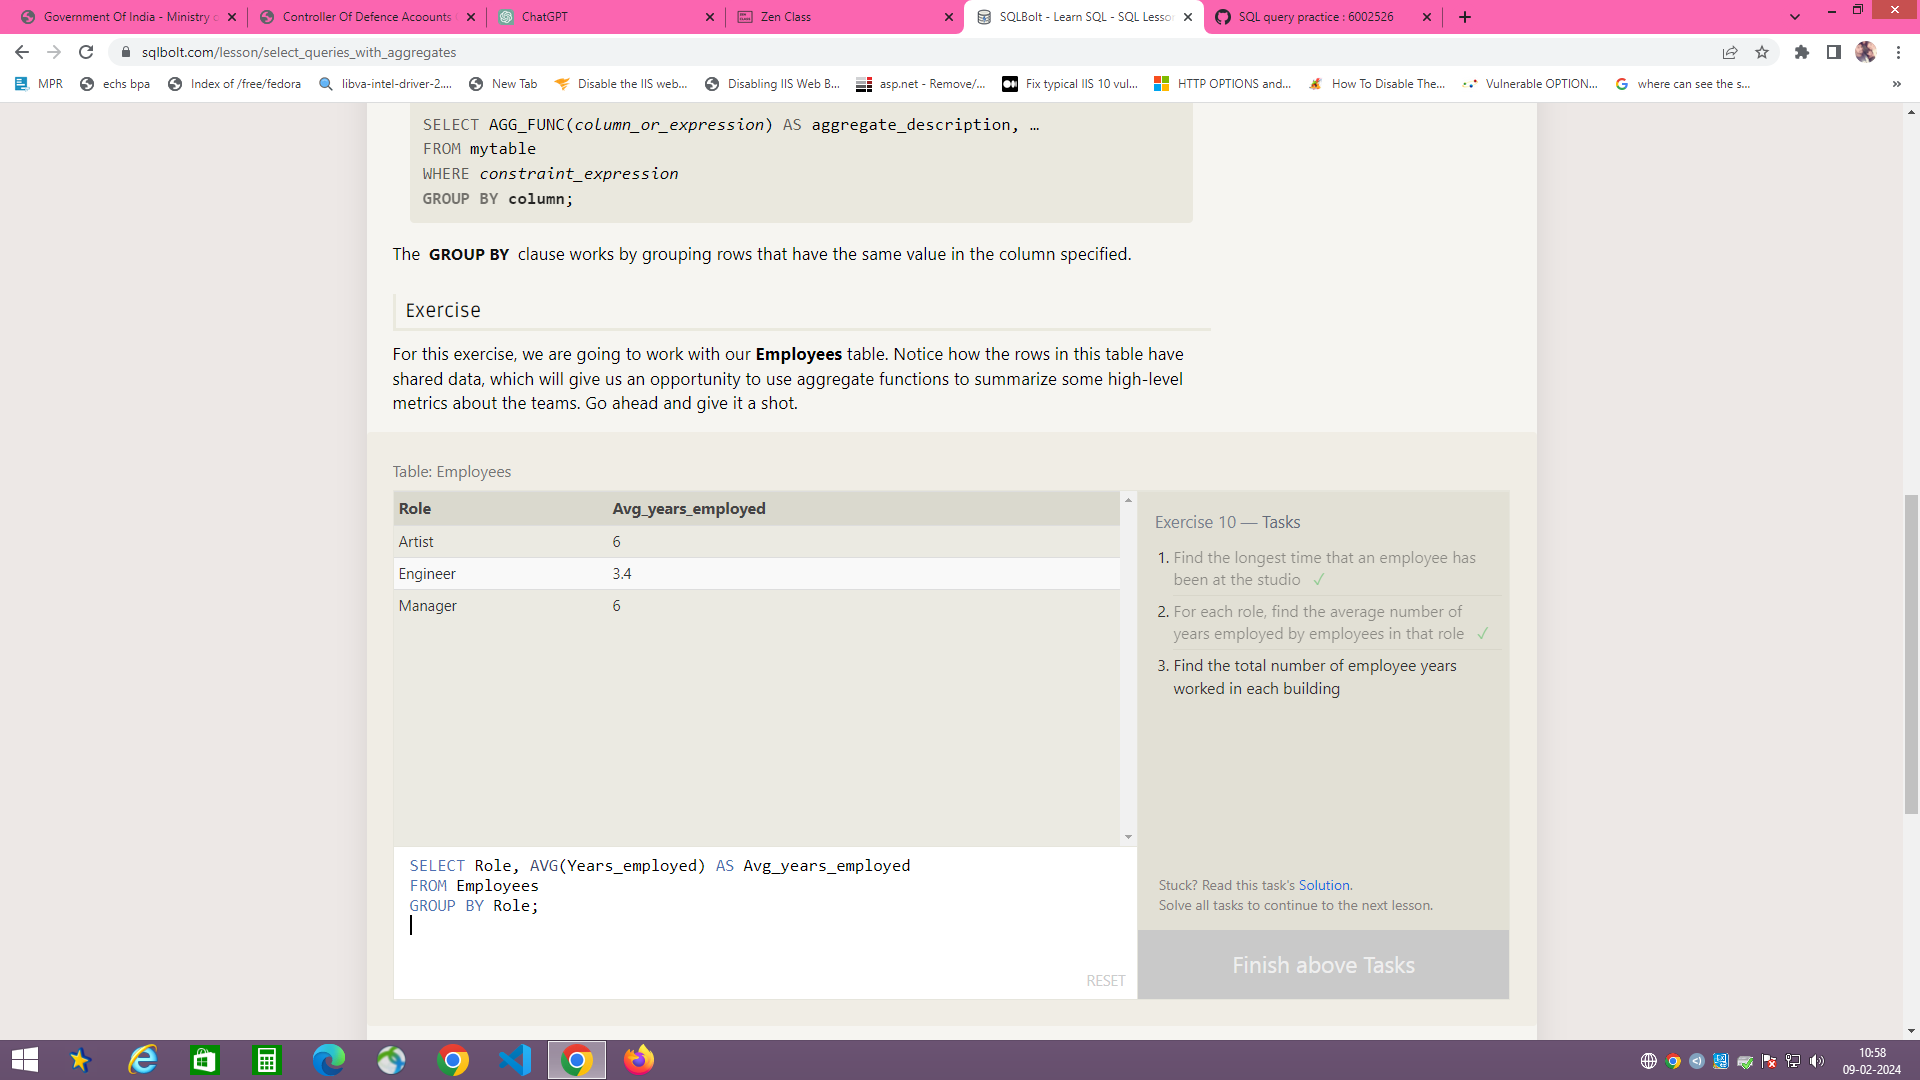 Government Of India - Ministry
Controller Of Defence Acoounts
ChatGPT
Zen Class
SQLBolt - Learn SQL - SQL Lesso
SQL query practice : 6002526
sqlbolt.com/lesson/select_queries_with_aggregates
MPR
echs bpa
Index of /free/fedora
libva-intel-driver-2....
New Tab
Disable the IIS web...
Disabling IIS Web B...
asp.net - Remove/...
Fix typical IIS 10 vul...
HTTP OPTIONS and...
How To Disable The...
Vulnerable OPTION...
where can see the s...
»
SELECT AGG_FUNC(column_or_expression) AS aggregate_description, …
FROM mytable
WHERE constraint_expression
GROUP BY column;
The GROUP BY clause works by grouping rows that have the same value in the column specified.
Exercise
For this exercise, we are going to work with our Employees table. Notice how the rows in this table have
shared data, which will give us an opportunity to use aggregate functions to summarize some high-level
metrics about the teams. Go ahead and give it a shot.
Table: Employees
Role Avg_years_employed
Artist 6
Engineer 3.4
Manager 6
SELECT Role, AVG(Years_employed) AS Avg_years_employed
FROM Employees
GROUP BY Role;
RESET
Exercise 10 — Tasks
1. Find the longest time that an employee has
been at the studio ✓
2. For each role, find the average number of
years employed by employees in that role ✓
3. Find the total number of employee years
worked in each building
Stuck? Read this task's Solution.
Solve all tasks to continue to the next lesson.
Finish above Tasks
10:58
09-02-2024